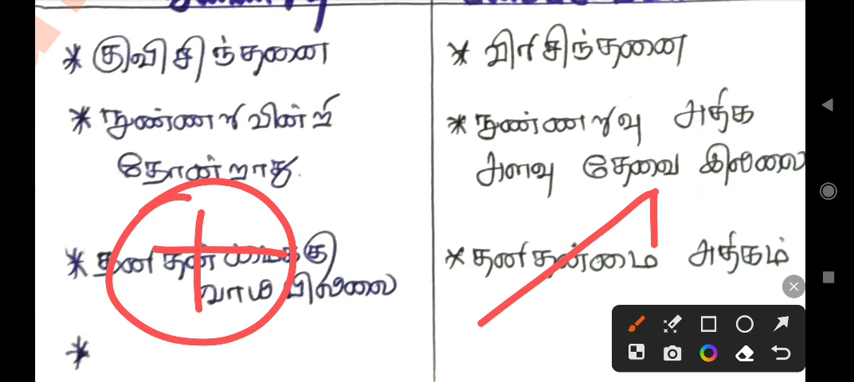 * குவி சிந்தனை
* நுண்ணறிவின்றி
தோன்றாது.
* தனித்தன்மைக்கு
வாய்ப்பில்லை
*
* விரி சிந்தனை
* நுண்ணறிவு அதிக
அளவு தேவை இல்லை
* தனித்தன்மை அதிகம்